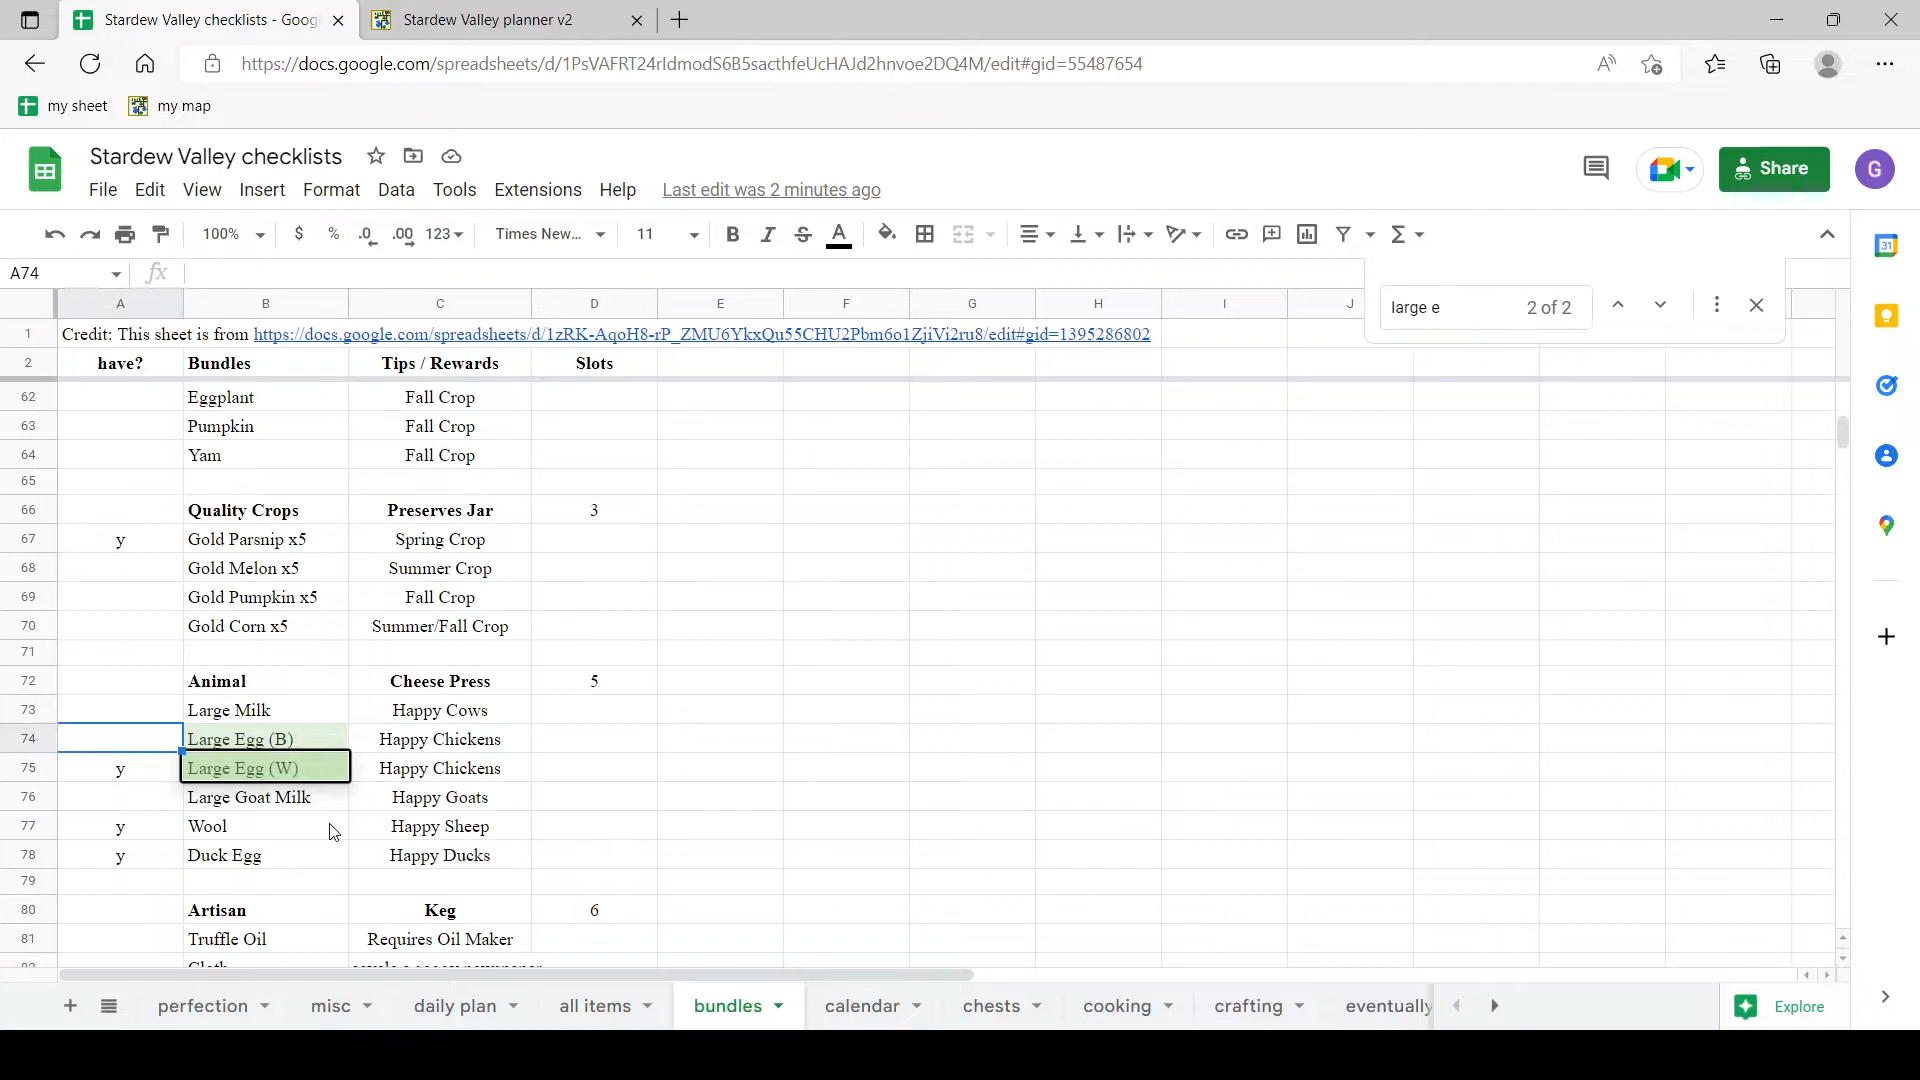 Stardew Valley checklists - Goog
Stardew Valley planner v2
https://docs.google.com/spreadsheets/d/1PsVAFRT24rIdmodS6B5sacthfeUcHAJd2hnvoe2DQ4M/edit#gid=55487654
my sheet
my map
Stardew Valley checklists
File Edit View Insert Format Data Tools Extensions Help Last edit was 2 minutes ago
Share
G
100% $ % .0 .00 123 Times New... 11 B I S A
31
A74 fx
large e 2 of 2
A B C D E F G H I J
1 Credit: This sheet is from https://docs.google.com/spreadsheets/d/1zRK-AqoH8-rP_ZMU6YkxQu55CHU2Pbm6o1ZjiVi2ru8/edit#gid=1395286802
2 have? Bundles Tips / Rewards Slots
62 Eggplant Fall Crop
63 Pumpkin Fall Crop
64 Yam Fall Crop
65
66 Quality Crops Preserves Jar 3
67 y Gold Parsnip x5 Spring Crop
68 Gold Melon x5 Summer Crop
69 Gold Pumpkin x5 Fall Crop
70 Gold Corn x5 Summer/Fall Crop
71
72 Animal Cheese Press 5
73 Large Milk Happy Cows
74 Large Egg (B) Happy Chickens
75 y Large Egg (W) Happy Chickens
76 Large Goat Milk Happy Goats
77 y Wool Happy Sheep
78 y Duck Egg Happy Ducks
79
80 Artisan Keg 6
81 Truffle Oil Requires Oil Maker
perfection misc daily plan all items bundles calendar chests cooking crafting eventually
Explore